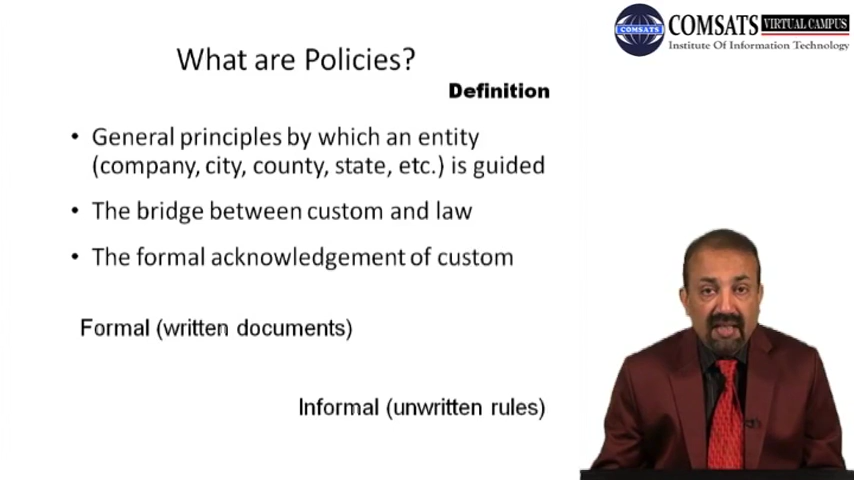 COMSATS
COMSATS VIRTUAL CAMPUS
Institute Of Information Technology
What are Policies?
Definition
• General principles by which an entity
(company, city, county, state, etc.) is guided
• The bridge between custom and law
• The formal acknowledgement of custom
Formal (written documents)
Informal (unwritten rules)